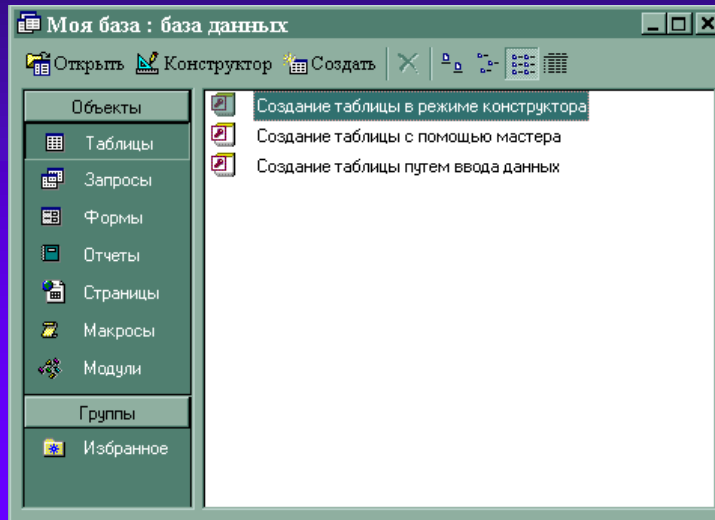 Моя база : база данных
Открыть Конструктор Создать
Объекты
Таблицы
Запросы
Формы
Отчеты
Страницы
Макросы
Модули
Группы
Избранное
Создание таблицы в режиме конструктора
Создание таблицы с помощью мастера
Создание таблицы путем ввода данных